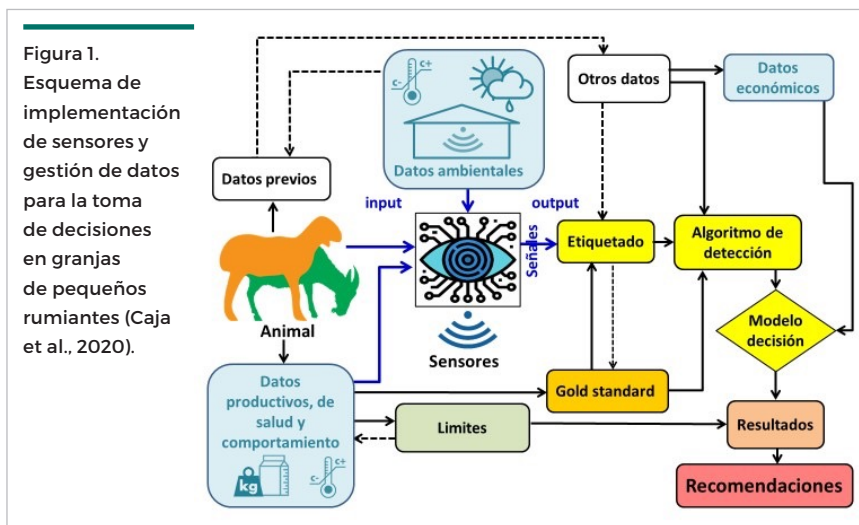 Figura 1.
Esquema de
implementación
de sensores y
gestión de datos
para la toma
de decisiones
en granjas
de pequeños
rumiantes (Caja
et al., 2020).
c+
c-
Datos ambientales
Otros datos
Datos
económicos
Datos previos
input
output
Señales
Etiquetado
Algoritmo de
detección
Animal
Sensores
Modelo
decisión
Datos
productivos, de
salud y
comportamiento
kg
c+
c-
Gold standard
Limites
Resultados
Recomendaciones